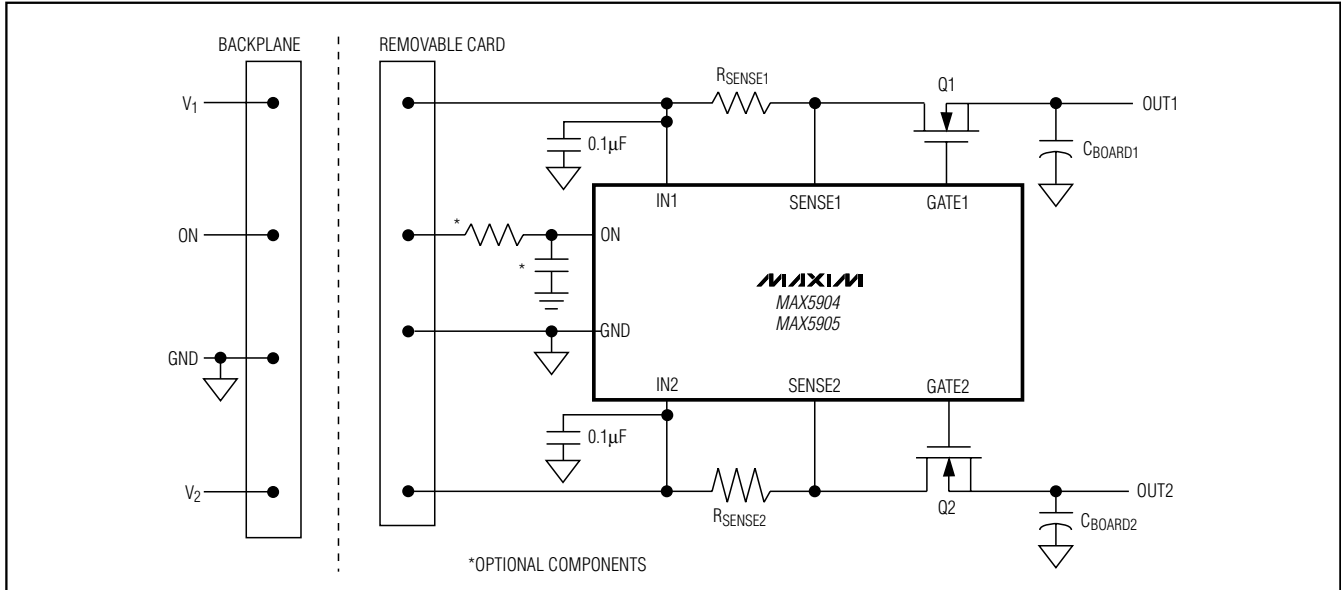 BACKPLANE
REMOVABLE CARD
V1
ON
GND
V2
RSENSE1
Q1
OUT1
CBOARD1
0.1µF
IN1
SENSE1
GATE1
*
ON
*
MAXIM
MAX5904
MAX5905
GND
IN2
SENSE2
GATE2
0.1µF
RSENSE2
Q2
OUT2
CBOARD2
*OPTIONAL COMPONENTS